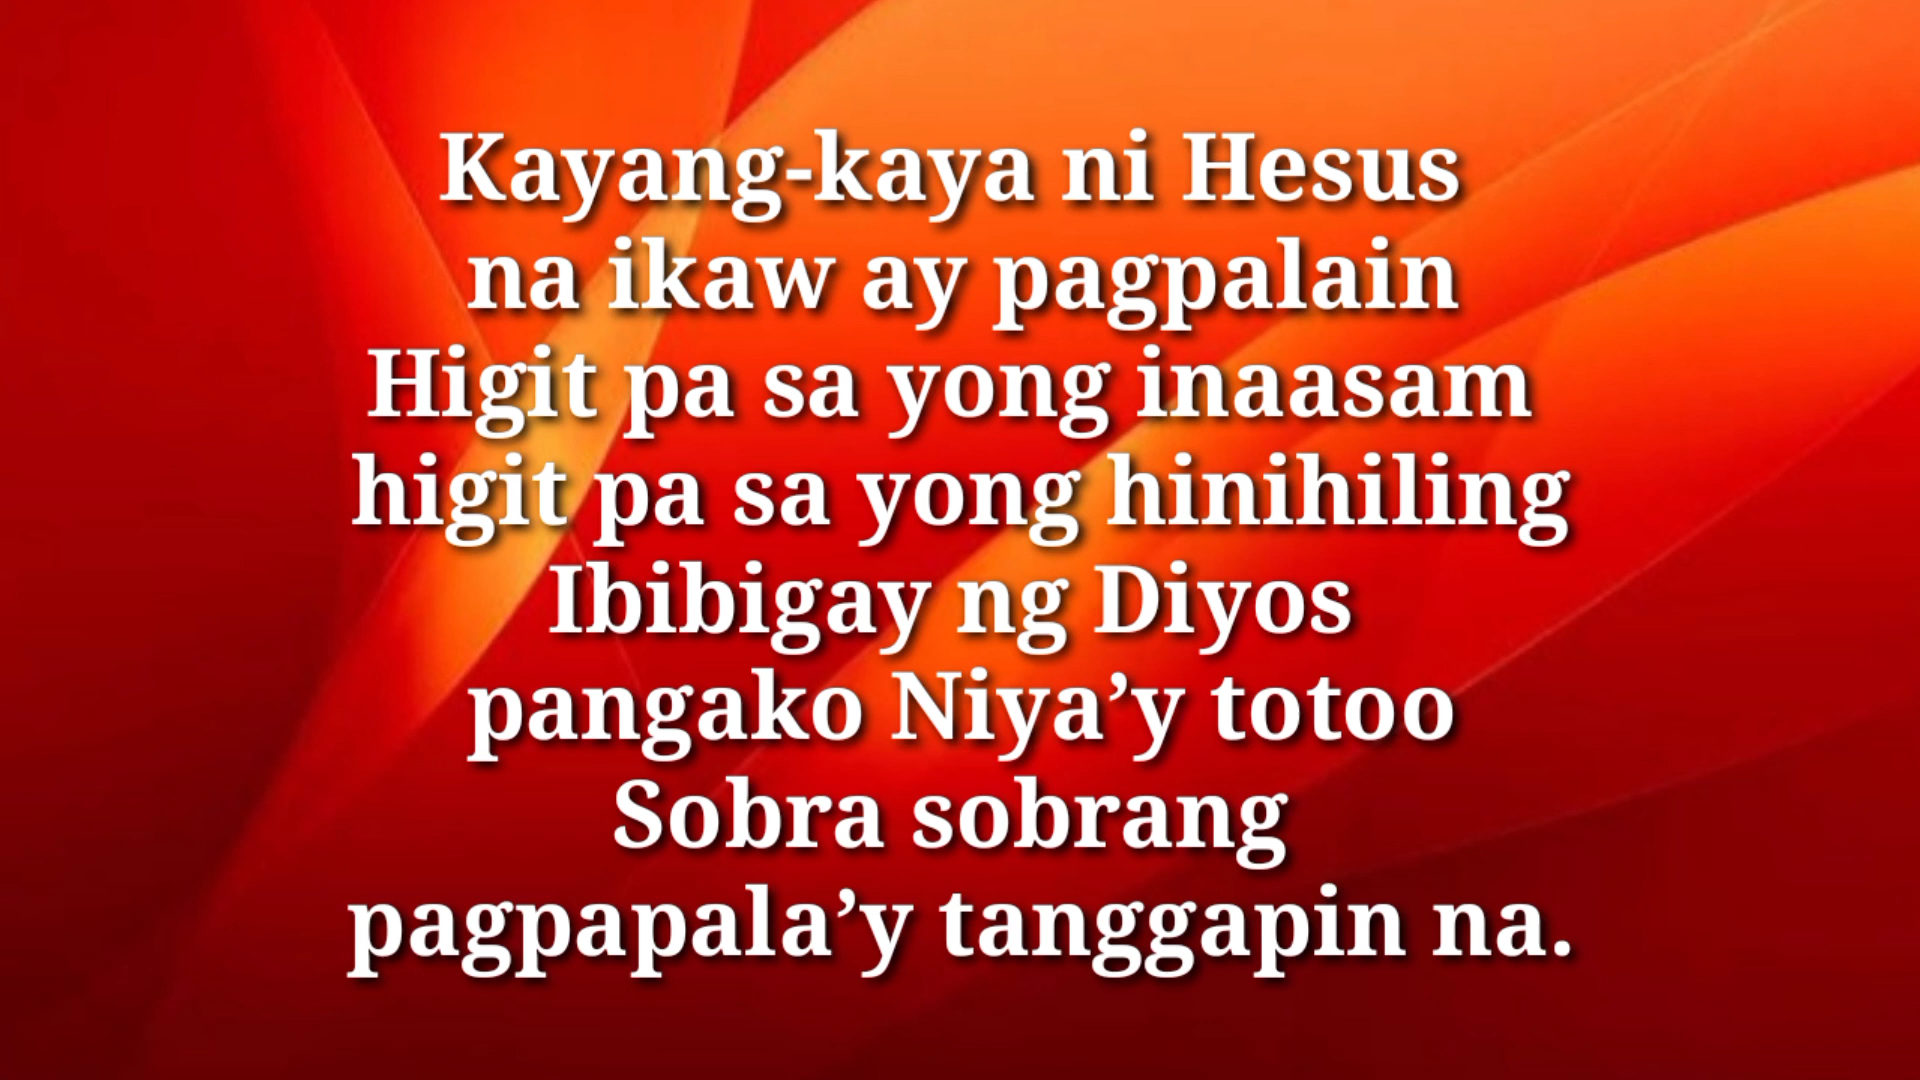 Kayang-kaya ni Hesus
na ikaw ay pagpalain
Higit pa sa yong inaasam
higit pa sa yong hinihiling
Ibibigay ng Diyos
pangako Niya’y totoo
Sobra sobrang
pagpapala’y tanggapin na.